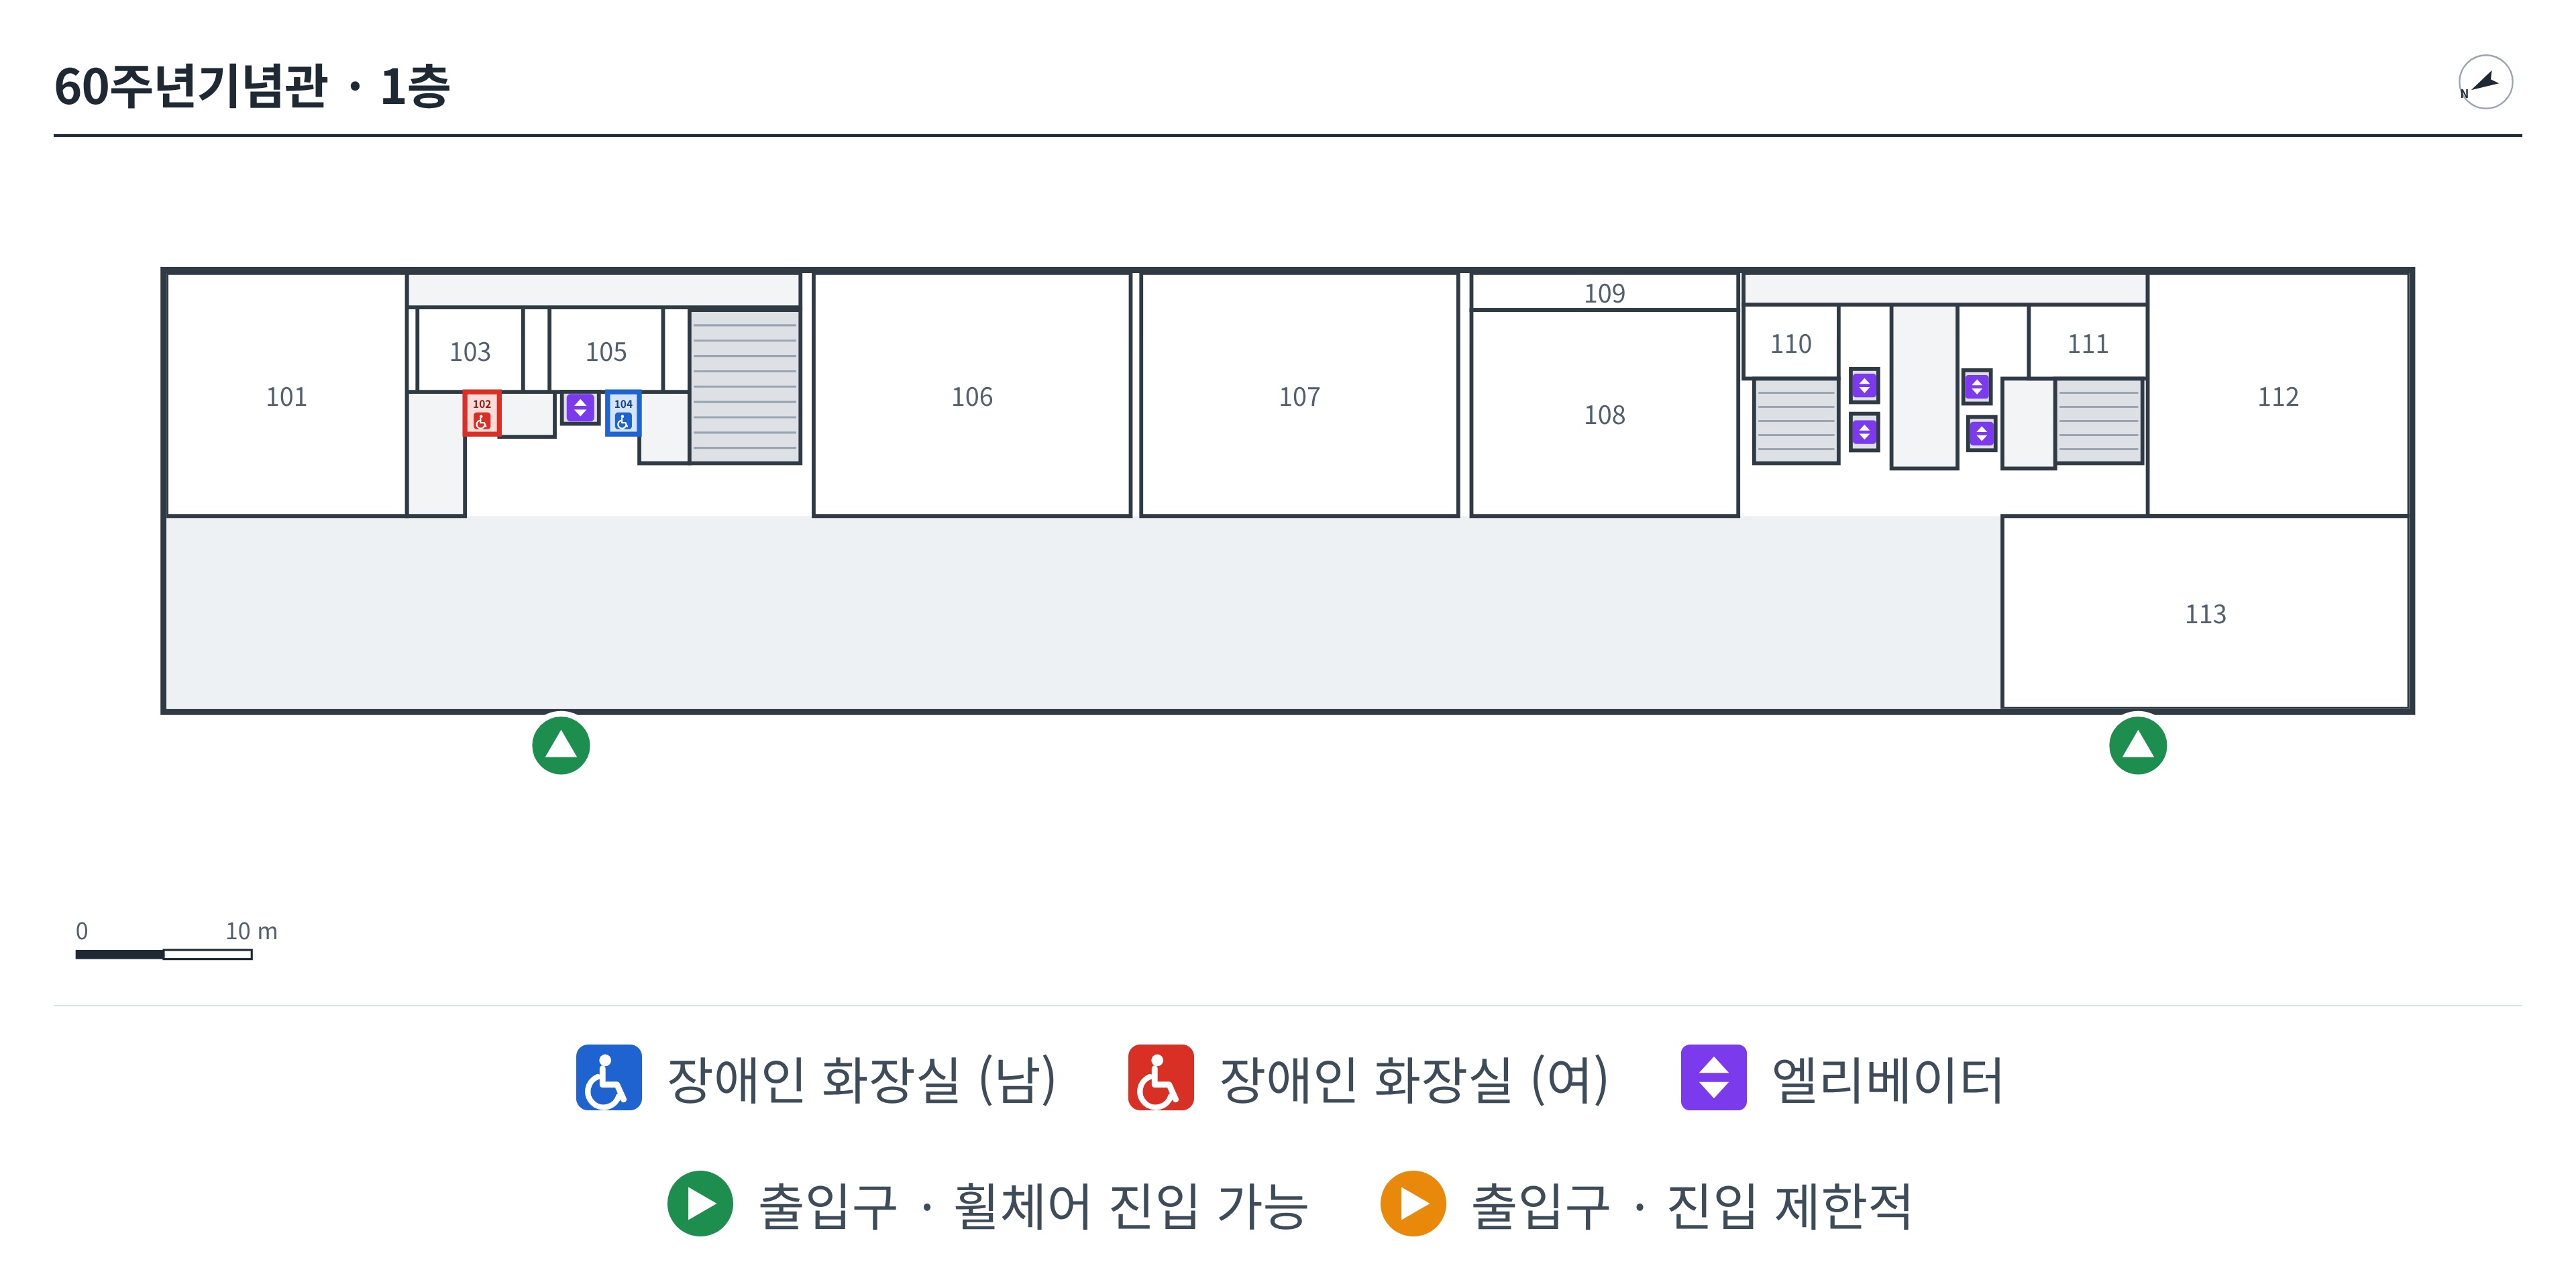 60주년기념관 · 1층
N
109
103
105
110
111
101
102
104
106
107
108
112
113
0
10 m
장애인 화장실 (남)
장애인 화장실 (여)
엘리베이터
출입구 · 휠체어 진입 가능
출입구 · 진입 제한적